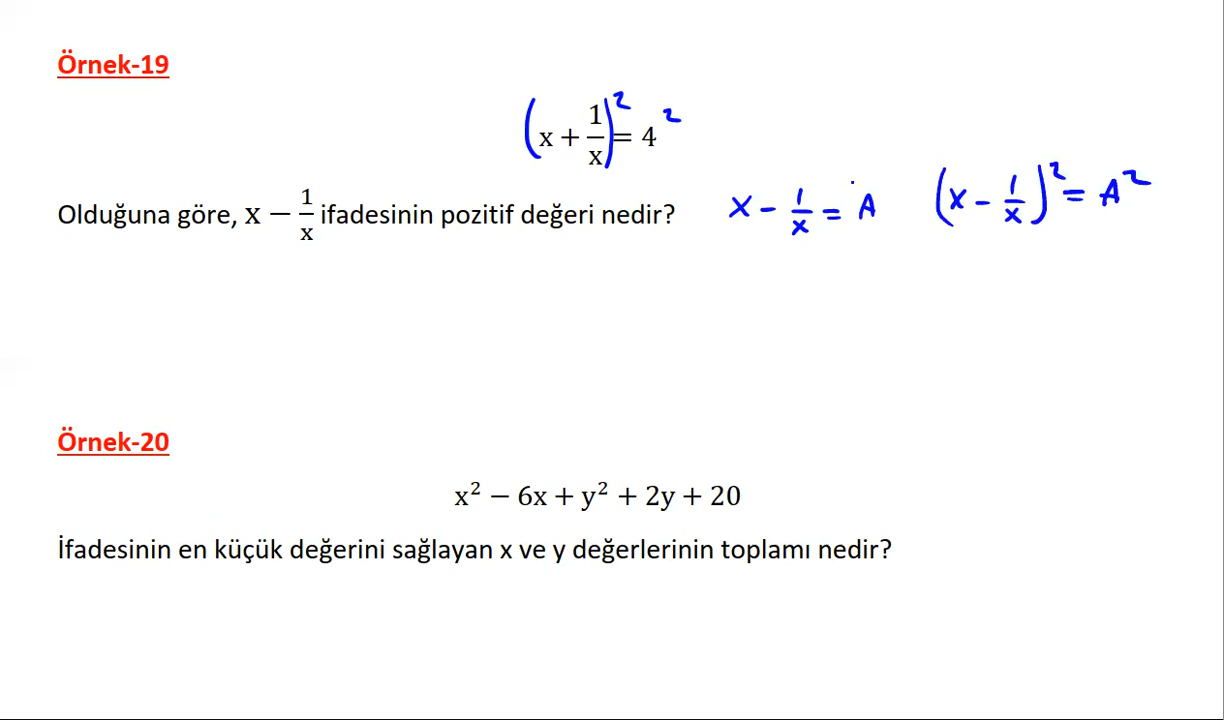 Örnek-19
(x + 1/x)² = 4²
Olduğuna göre, x − 1/x ifadesinin pozitif değeri nedir? x - 1/x = A (x - 1/x)² = A²
Örnek-20
x² − 6x + y² + 2y + 20
İfadesinin en küçük değerini sağlayan x ve y değerlerinin toplamı nedir?